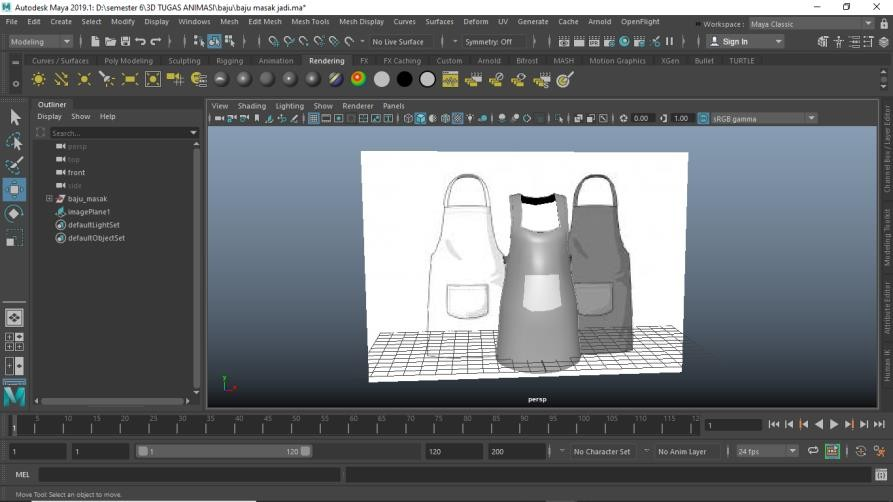 Autodesk Maya 2019.1: D:\semester 6\3D TUGAS ANIMASI\baju\baju masak jadi.ma*
File Edit Create Select Modify Display Windows Mesh Edit Mesh Mesh Tools Mesh Display Curves Surfaces Deform UV Generate Cache Arnold OpenFlight
Workspace: Maya Classic
Modeling No Live Surface Symmetry: Off Sign In
Curves / Surfaces Poly Modeling Sculpting Rigging Animation Rendering FX FX Caching Custom Arnold Bifrost MASH Motion Graphics XGen Bullet TURTLE
Outliner
Display Show Help
Search...
persp
top
front
side
baju_masak
imagePlane1
defaultLightSet
defaultObjectSet
View Shading Lighting Show Renderer Panels
0.00 1.00 sRGB gamma
y
x
persp
Channel Box / Layer Editor
Modeling Toolkit
Attribute Editor
Human IK
5 10 15 20 25 30 35 40 45 50 55 60 65 70 75 80 85 90 95 100 105 110 115 12
1 1
1 1 1 120 120 200 No Character Set No Anim Layer 24 fps
MEL
Move Tool: Select an object to move.